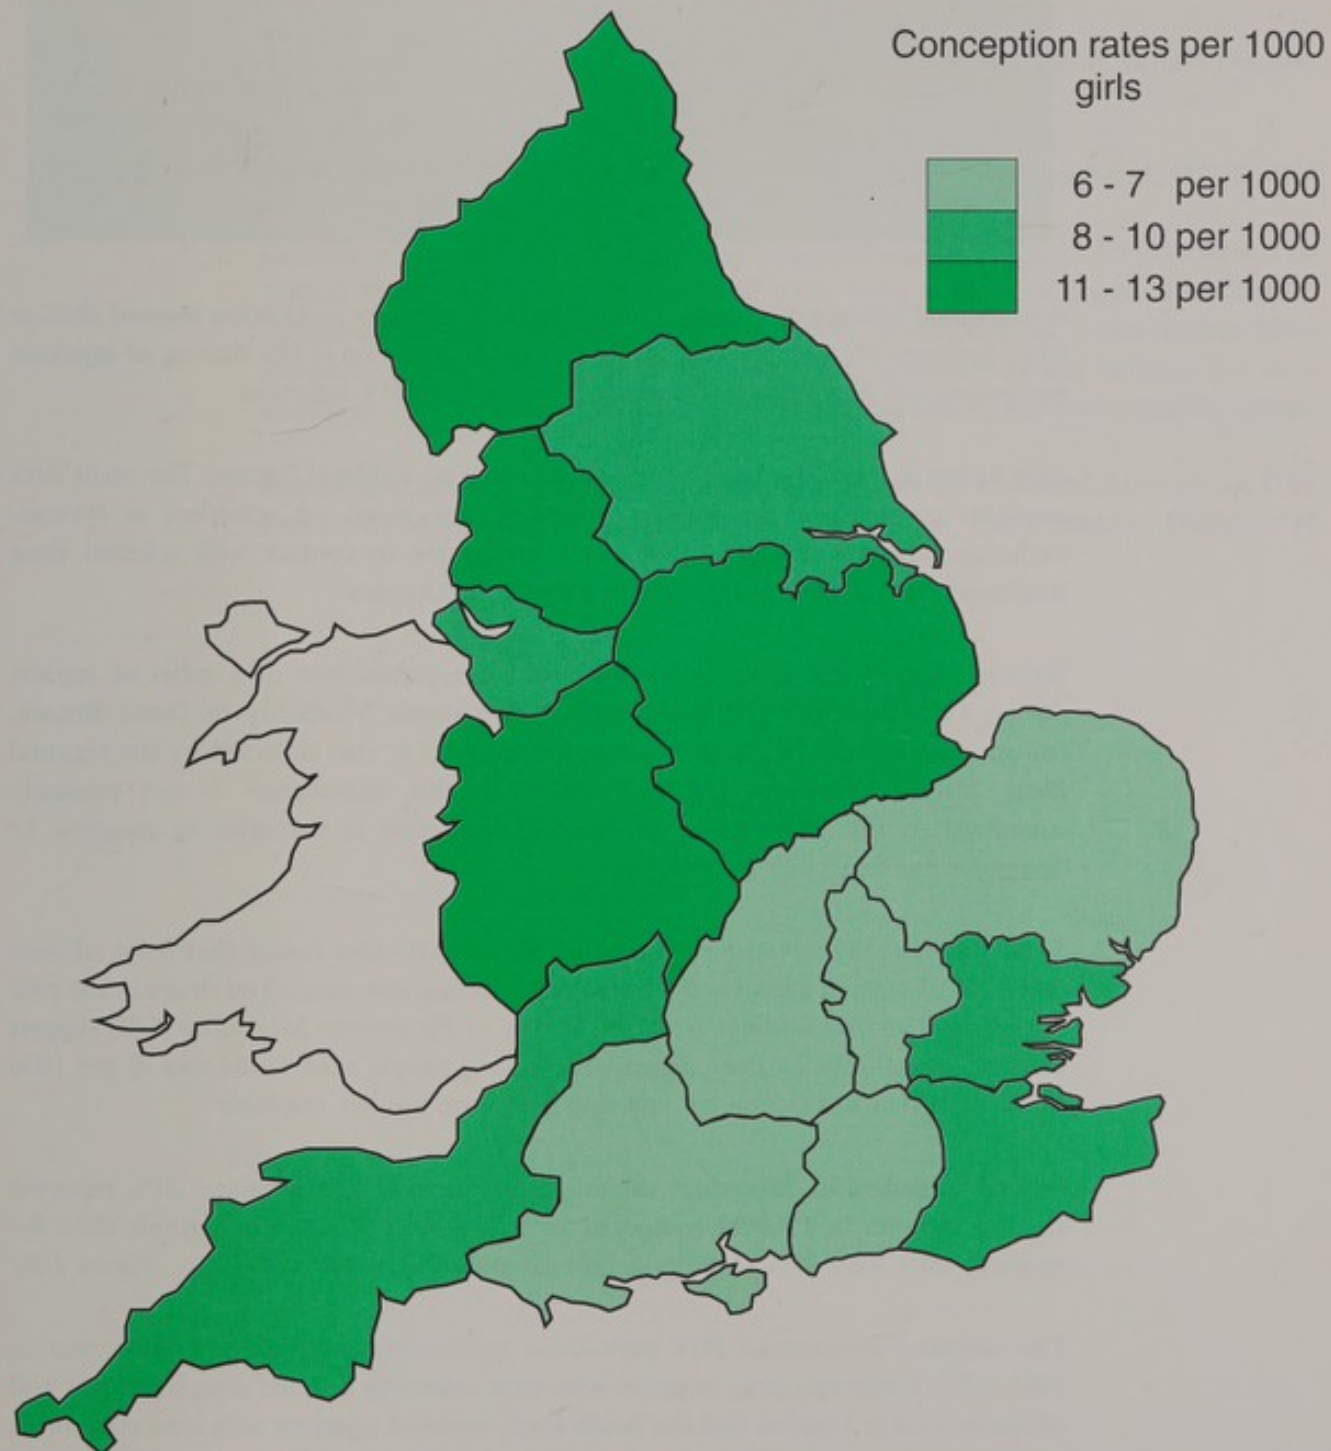 Conception rates per 1000
girls
6 - 7 per 1000
8 - 10 per 1000
11 - 13 per 1000